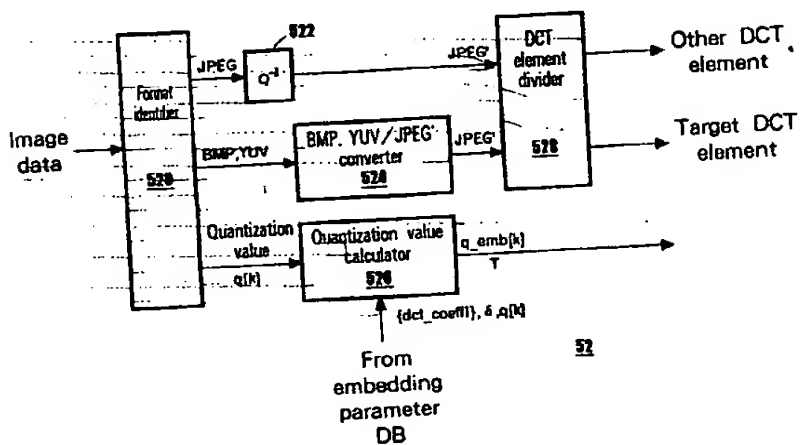 522
JPEG
Q⁻¹
JPEG'
DCT
element
divider
528
Other DCT
element
Target DCT
element
Format
identifier
520
Image
data
BMP,YUV
BMP. YUV/JPEG'
converter
524
JPEG'
Quantization
value
q[k]
Quantization value
calculator
526
q_emb[k]
T
{dct_coeff1}, δ ,q[k]
From
embedding
parameter
DB
52